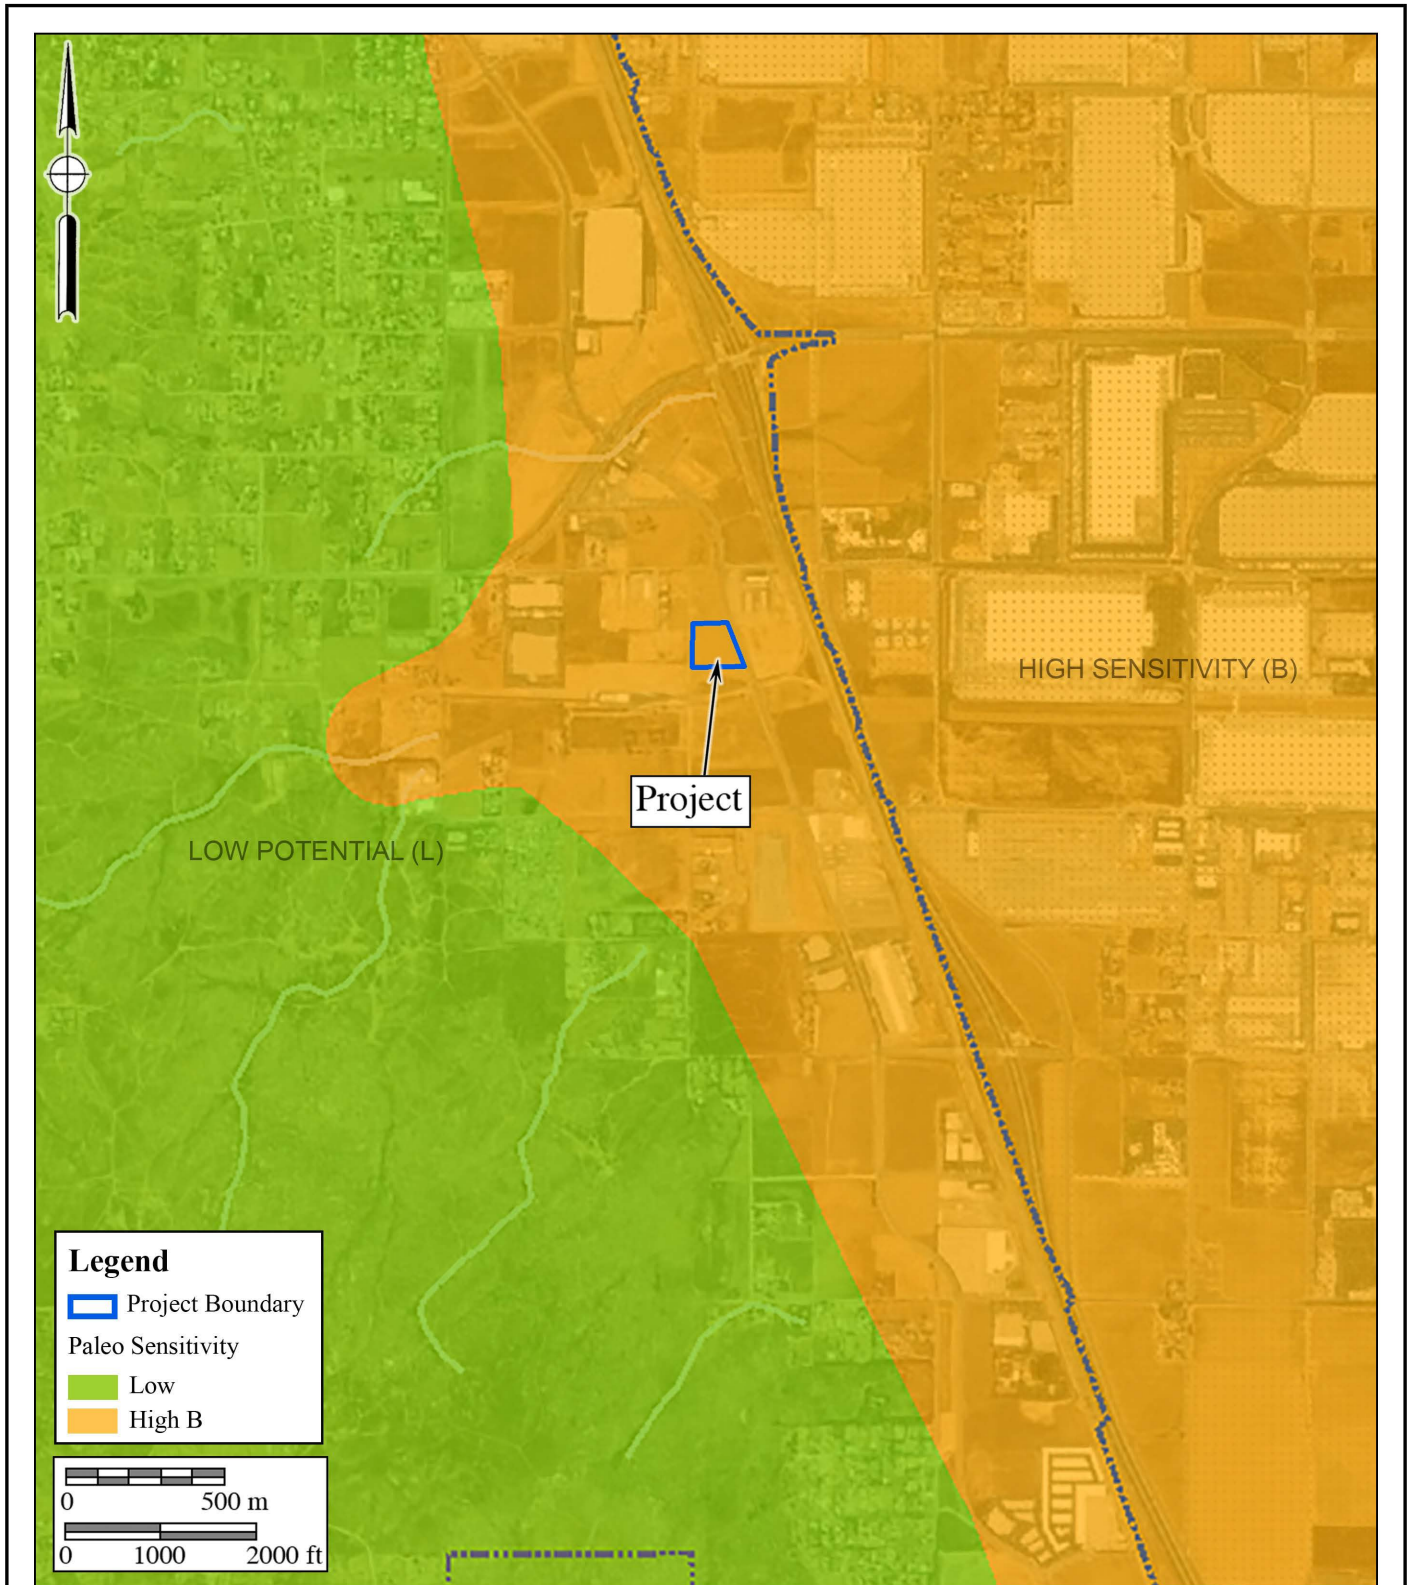 HIGH SENSITIVITY (B)
Project
LOW POTENTIAL (L)
Legend
Project Boundary
Paleo Sensitivity
Low
High B
0 500 m
0 1000 2000 ft